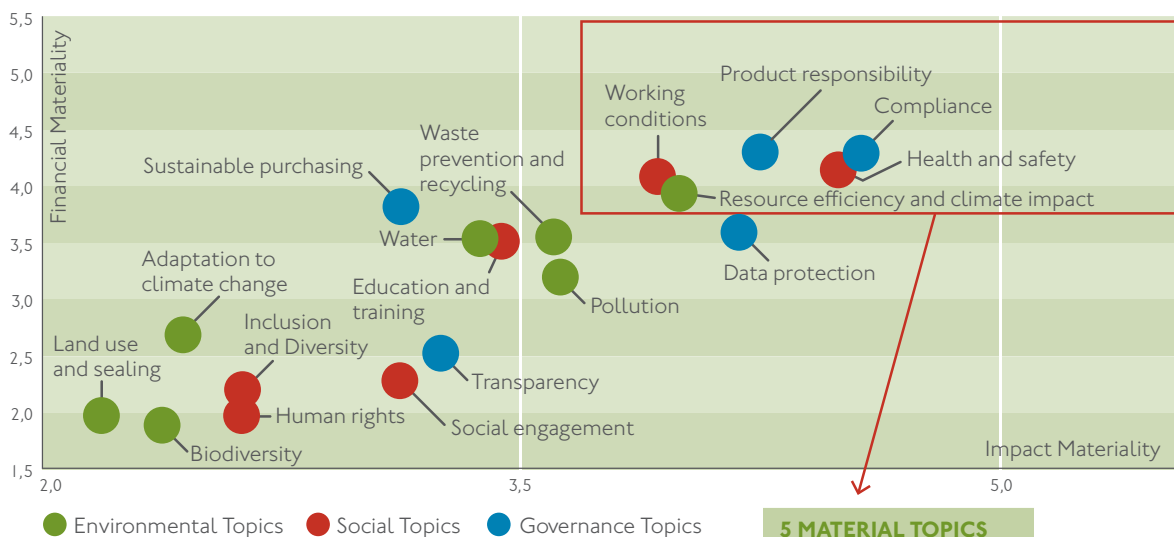 5,5
Financial Materiality
5,0
Product responsibility
Working
conditions
Compliance
4,5
Waste
prevention and
recycling
Sustainable purchasing
Health and safety
4,0
Resource efficiency and climate impact
Water
3,5
Data protection
Adaptation to
climate change
Education and
training
Pollution
3,0
Inclusion
and Diversity
Land use
and sealing
2,5
Transparency
2,0
Human rights
Social engagement
Biodiversity
Impact Materiality
1,5
2,0
3,5
5,0
Environmental Topics
Social Topics
Governance Topics
5 MATERIAL TOPICS